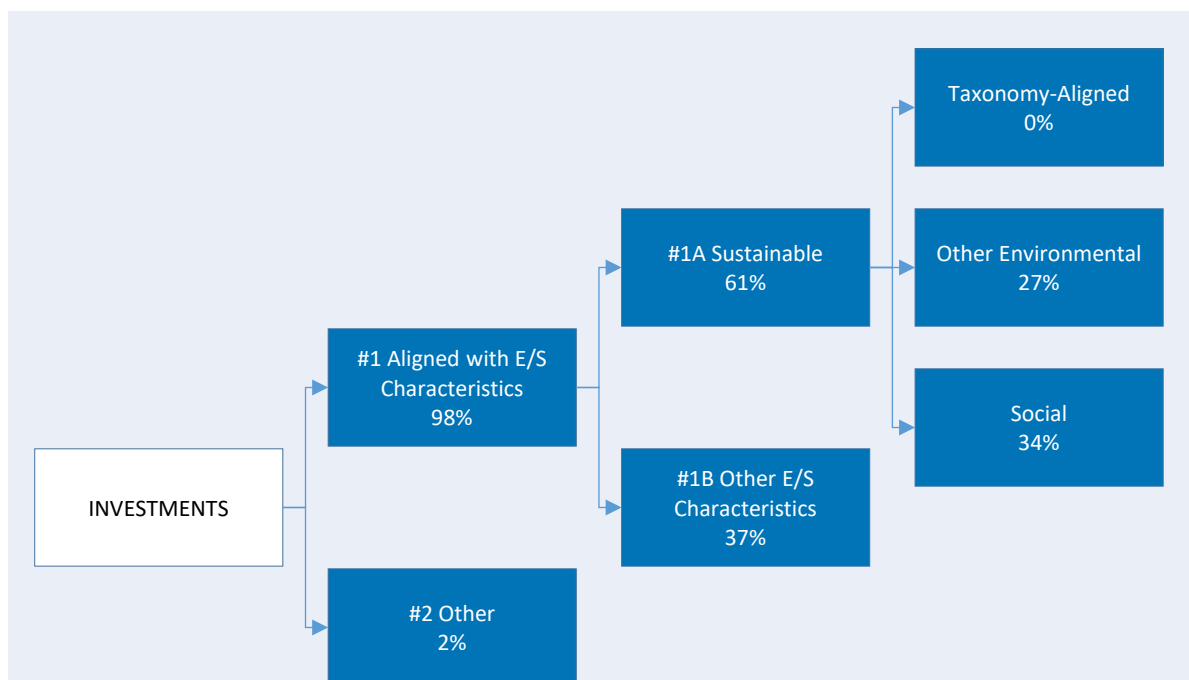 INVESTMENTS
#1 Aligned with E/S
Characteristics
98%
#2 Other
2%
#1A Sustainable
61%
#1B Other E/S
Characteristics
37%
Taxonomy-Aligned
0%
Other Environmental
27%
Social
34%